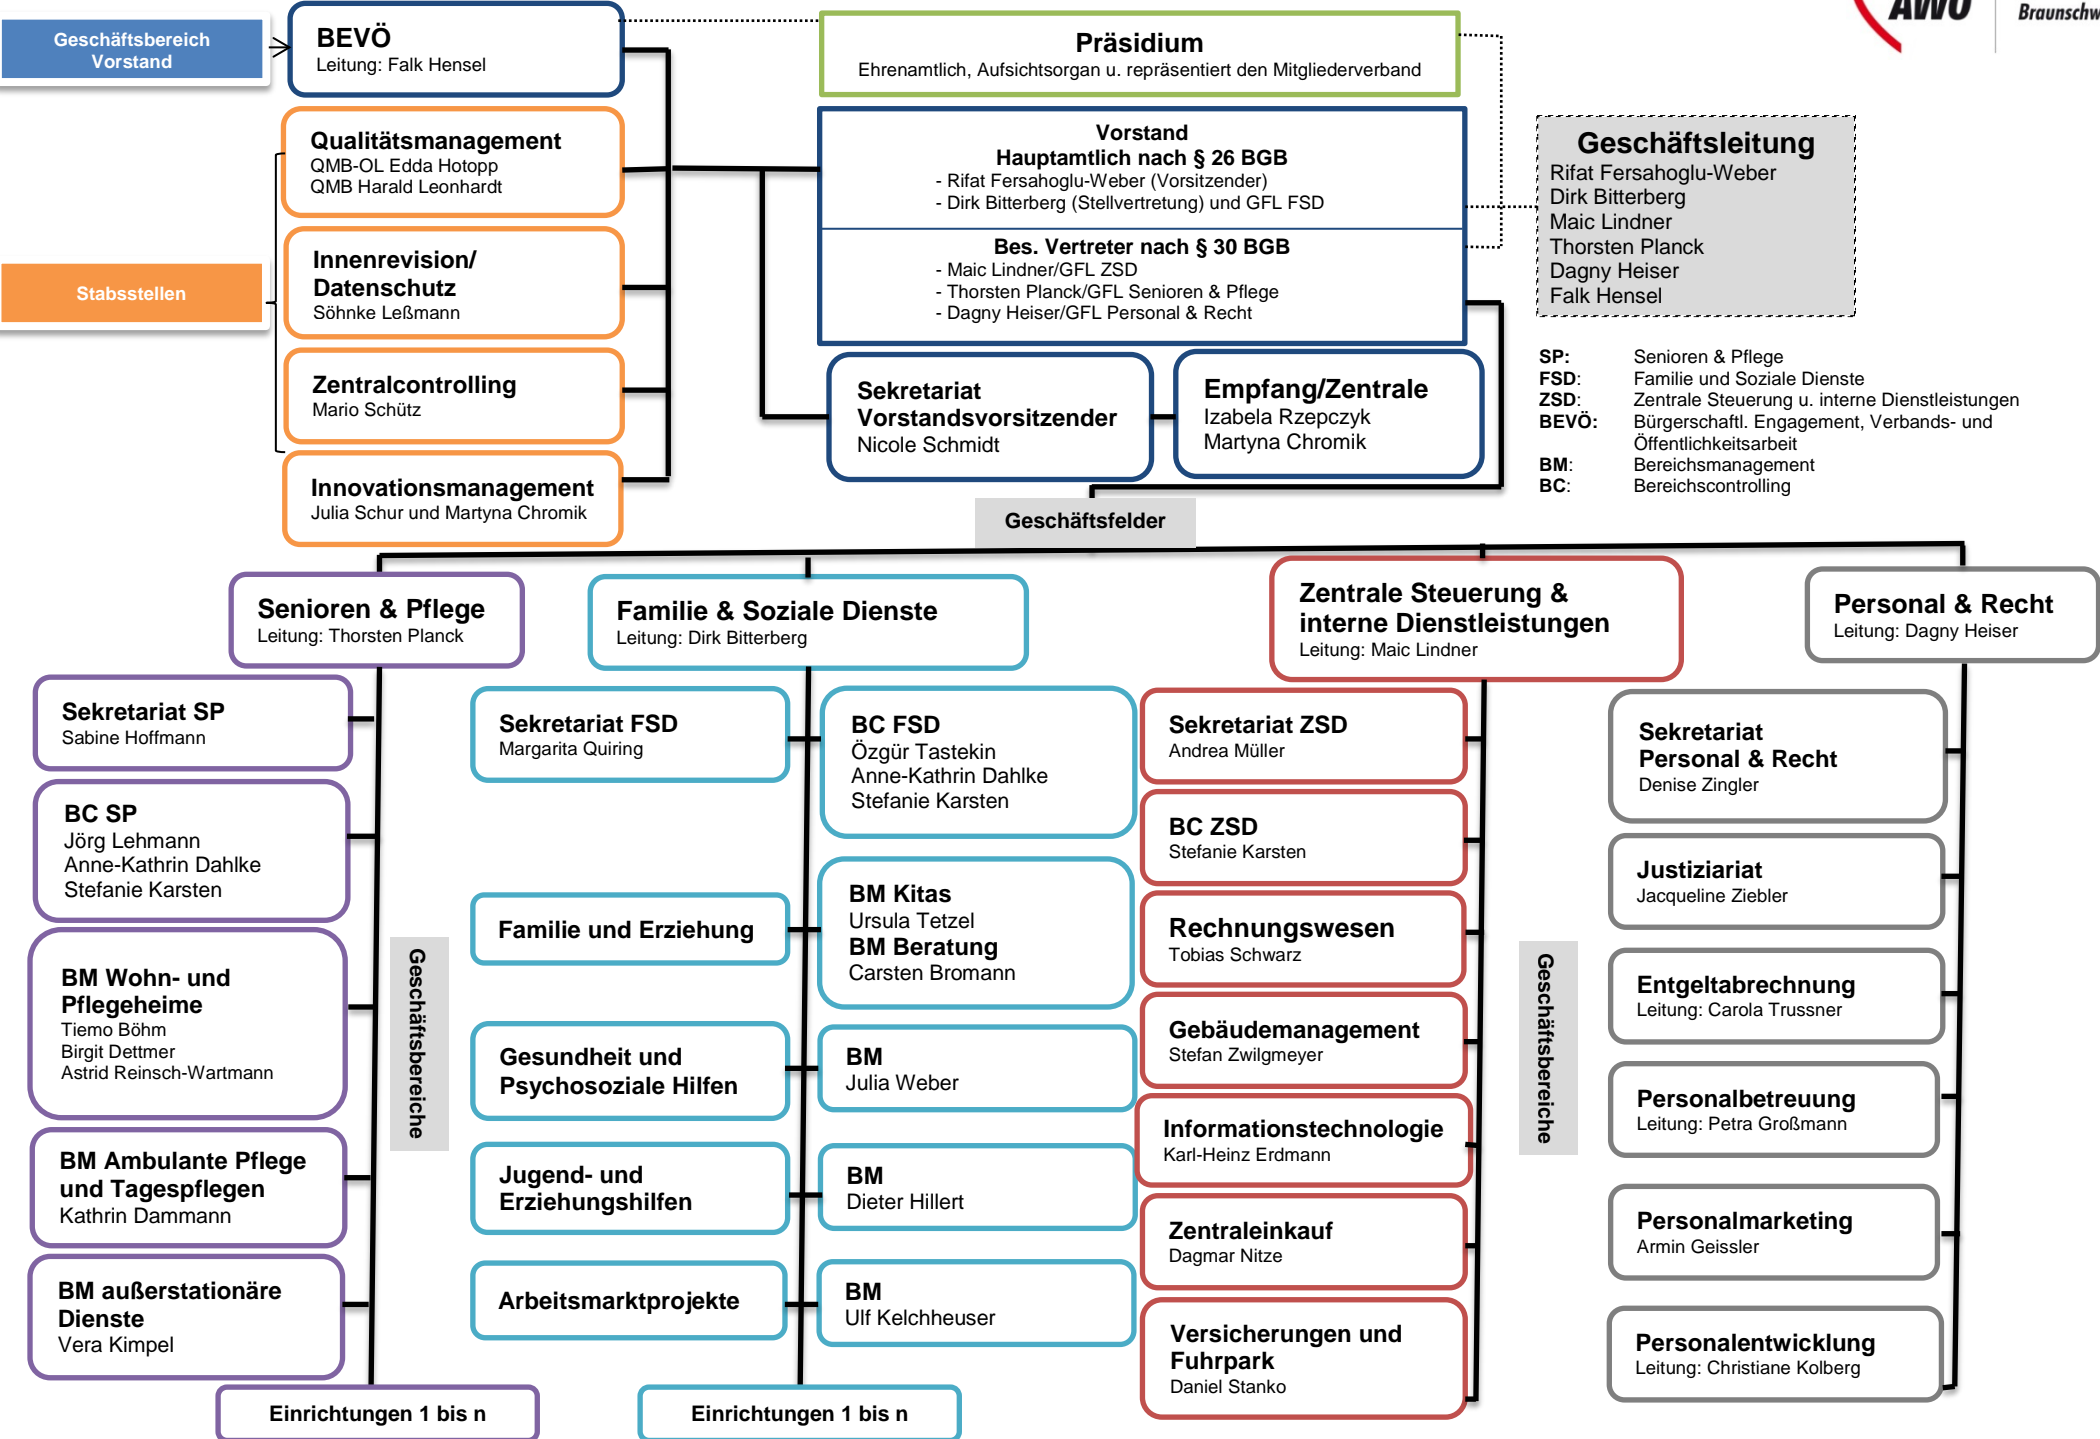 Geschäftsbereich
Vorstand
BEVÖ
Leitung: Falk Hensel
Präsidium
Ehrenamtlich, Aufsichtsorgan u. repräsentiert den Mitgliederverband
AWO
Stabsstellen
Qualitätsmanagement
QMB-OL Edda Hotopp
QMB Harald Leonhardt
Innenrevision/
Datenschutz
Söhnke Leßmann
Zentralcontrolling
Mario Schütz
Innovationsmanagement
Julia Schur und Martyna Chromik
Vorstand
Hauptamtlich nach § 26 BGB
- Rifat Fersahoglu-Weber (Vorsitzender)
- Dirk Bitterberg (Stellvertretung) und GFL FSD
Bes. Vertreter nach § 30 BGB
- Maic Lindner/GFL ZSD
- Thorsten Planck/GFL Senioren & Pflege
- Dagny Heiser/GFL Personal & Recht
Geschäftsleitung
Rifat Fersahoglu-Weber
Dirk Bitterberg
Maic Lindner
Thorsten Planck
Dagny Heiser
Falk Hensel
Sekretariat
Vorstandsvorsitzender
Nicole Schmidt
Empfang/Zentrale
Izabela Rzepczyk
Martyna Chromik
SP: Senioren & Pflege
FSD: Familie und Soziale Dienste
ZSD: Zentrale Steuerung u. interne Dienstleistungen
BEVÖ: Bürgerschaftl. Engagement, Verbands- und
Öffentlichkeitsarbeit
BM: Bereichsmanagement
BC: Bereichscontrolling
Geschäftsfelder
Senioren & Pflege
Leitung: Thorsten Planck
Sekretariat SP
Sabine Hoffmann
BC SP
Jörg Lehmann
Anne-Kathrin Dahlke
Stefanie Karsten
BM Wohn- und
Pflegeheime
Tiemo Böhm
Birgit Dettmer
Astrid Reinsch-Wartmann
BM Ambulante Pflege
und Tagespflegen
Kathrin Dammann
BM außerstationäre
Dienste
Vera Kimpel
Einrichtungen 1 bis n
Geschäftsbereiche
Familie & Soziale Dienste
Leitung: Dirk Bitterberg
Sekretariat FSD
Margarita Quiring
BC FSD
Özgür Tastekin
Anne-Kathrin Dahlke
Stefanie Karsten
Familie und Erziehung
BM Kitas
Ursula Tetzel
BM Beratung
Carsten Bromann
Gesundheit und
Psychosoziale Hilfen
BM
Julia Weber
Jugend- und
Erziehungshilfen
BM
Dieter Hillert
Arbeitsmarktprojekte
BM
Ulf Kelchheuser
Einrichtungen 1 bis n
Zentrale Steuerung &
interne Dienstleistungen
Leitung: Maic Lindner
Sekretariat ZSD
Andrea Müller
BC ZSD
Stefanie Karsten
Rechnungswesen
Tobias Schwarz
Gebäudemanagement
Stefan Zwilgmeyer
Informationstechnologie
Karl-Heinz Erdmann
Zentraleinkauf
Dagmar Nitze
Versicherungen und
Fuhrpark
Daniel Stanko
Geschäftsbereiche
Personal & Recht
Leitung: Dagny Heiser
Sekretariat
Personal & Recht
Denise Zingler
Justiziariat
Jacqueline Ziebler
Entgeltabrechnung
Leitung: Carola Trussner
Personalbetreuung
Leitung: Petra Großmann
Personalmarketing
Armin Geissler
Personalentwicklung
Leitung: Christiane Kolberg